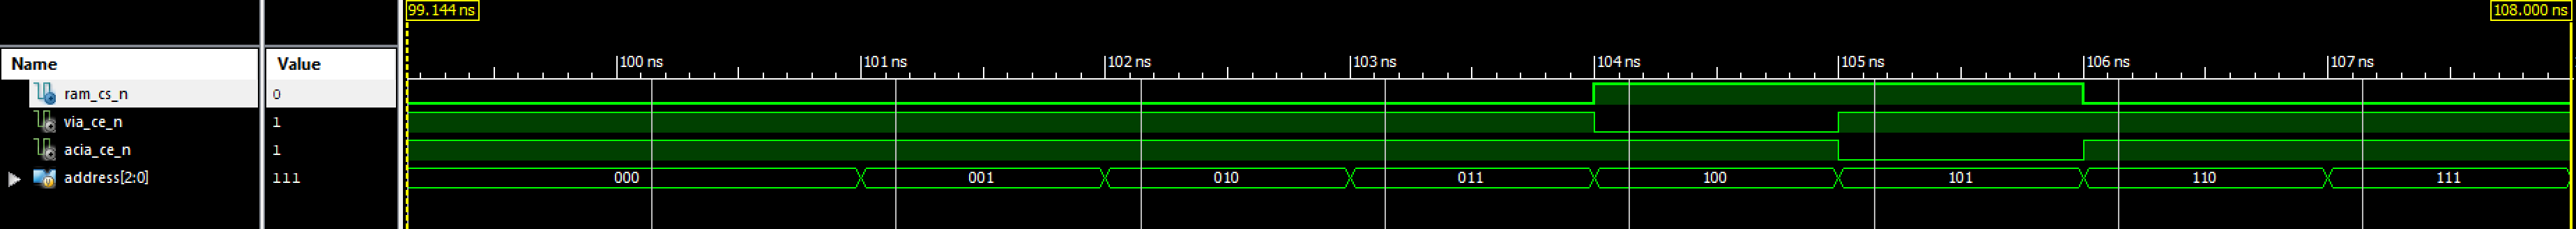 99.144 ns
108.000 ns
Name
Value
100 ns
101 ns
102 ns
103 ns
104 ns
105 ns
106 ns
107 ns
ram_cs_n
0
via_ce_n
1
acia_ce_n
1
address[2:0]
111
000
001
010
011
100
101
110
111